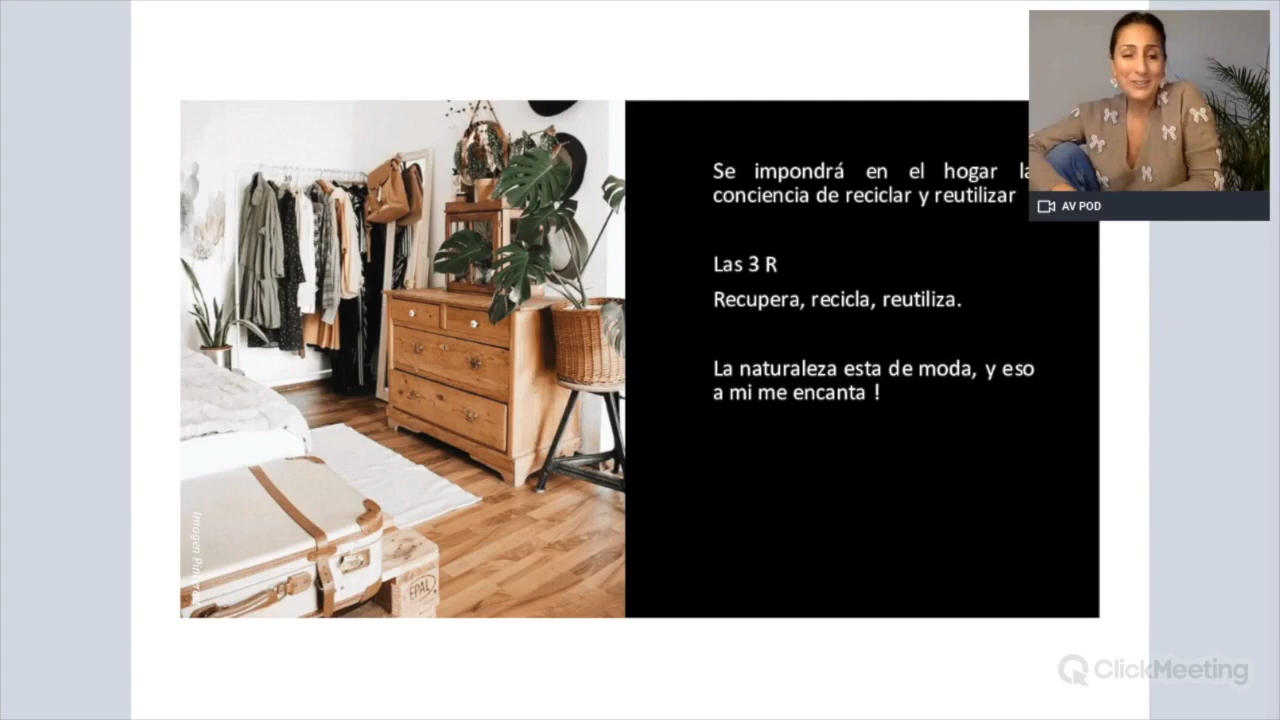 Se impondrá en el hogar la
conciencia de reciclar y reutilizar
Las 3 R
Recupera, recicla, reutiliza.
La naturaleza esta de moda, y eso
a mi me encanta !
AV POD
EPAL
Imagen
ClickMeeting